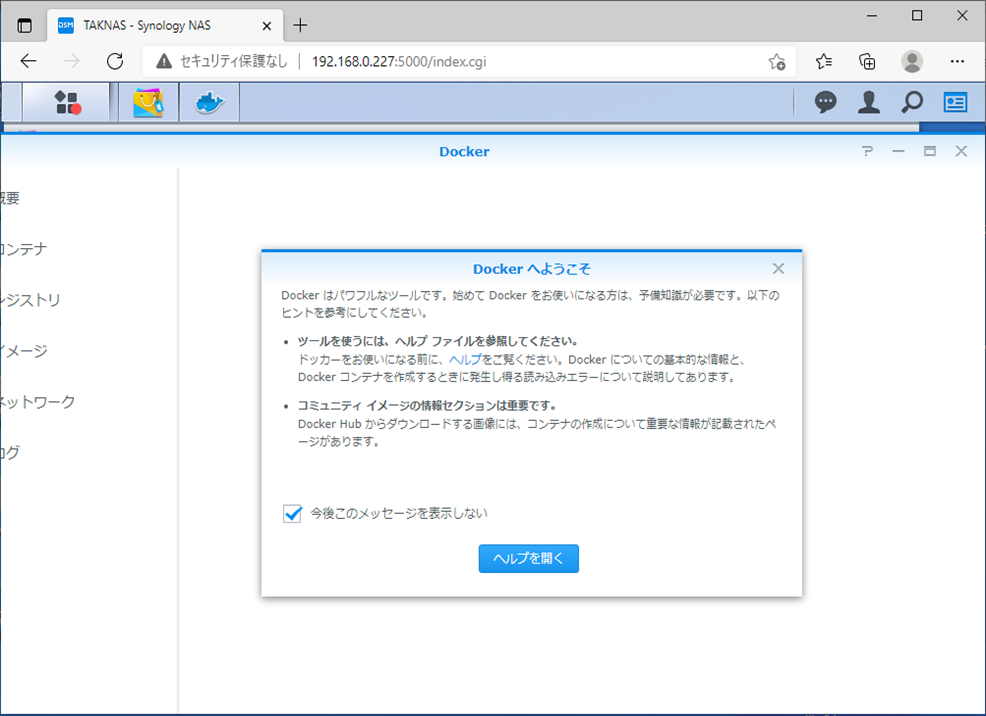 DSM TAKNAS - Synology NAS
セキュリティ保護なし 192.168.0.227:5000/index.cgi
Docker
概要
コンテナ
レジストリ
イメージ
ネットワーク
ログ
Docker へようこそ
Docker はパワフルなツールです。始めて Docker をお使いになる方は、予備知識が必要です。以下の
ヒントを参考にしてください。
• ツールを使うには、ヘルプ ファイルを参照してください。
ドッカーをお使いになる前に、ヘルプをご覧ください。Docker についての基本的な情報と、
Docker コンテナを作成するときに発生し得る読み込みエラーについて説明してあります。
• コミュニティ イメージの情報セクションは重要です。
Docker Hub からダウンロードする画像には、コンテナの作成について重要な情報が記載されたペ
ージがあります。
今後このメッセージを表示しない
ヘルプを開く